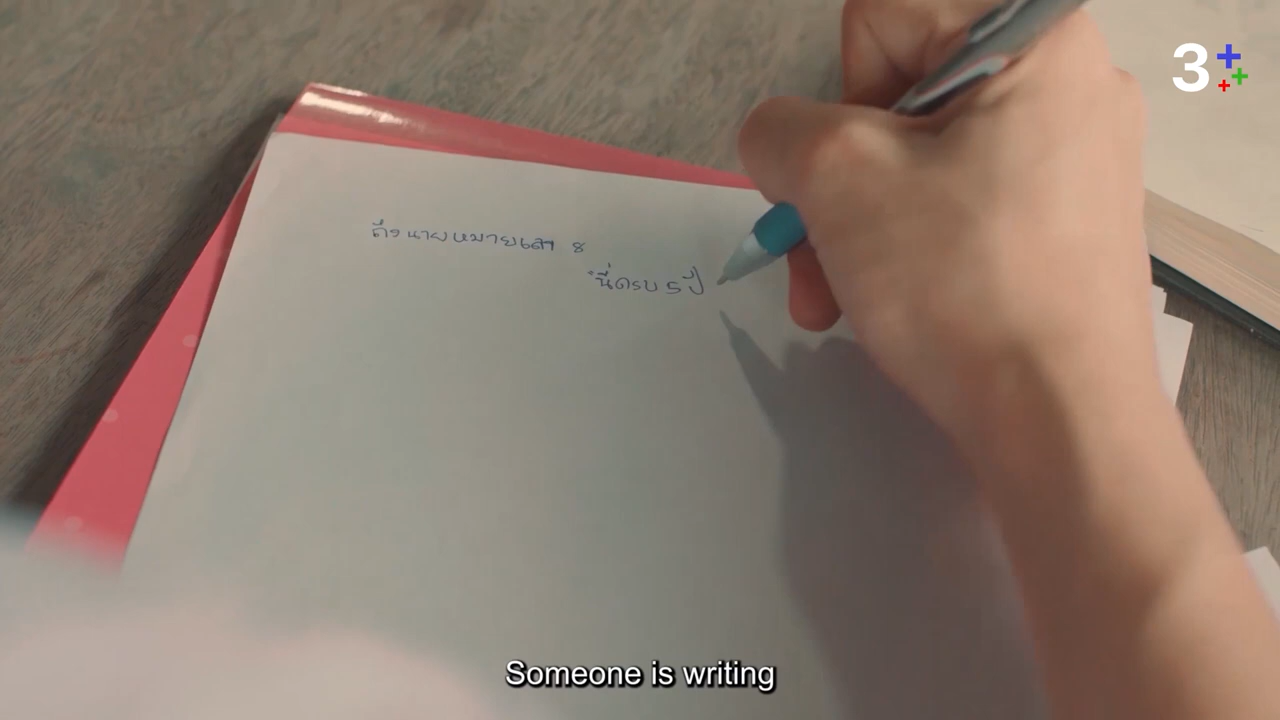 3
ถึง นายหมายเลข 8
นี่ครบ 5 ปี
Someone is writing